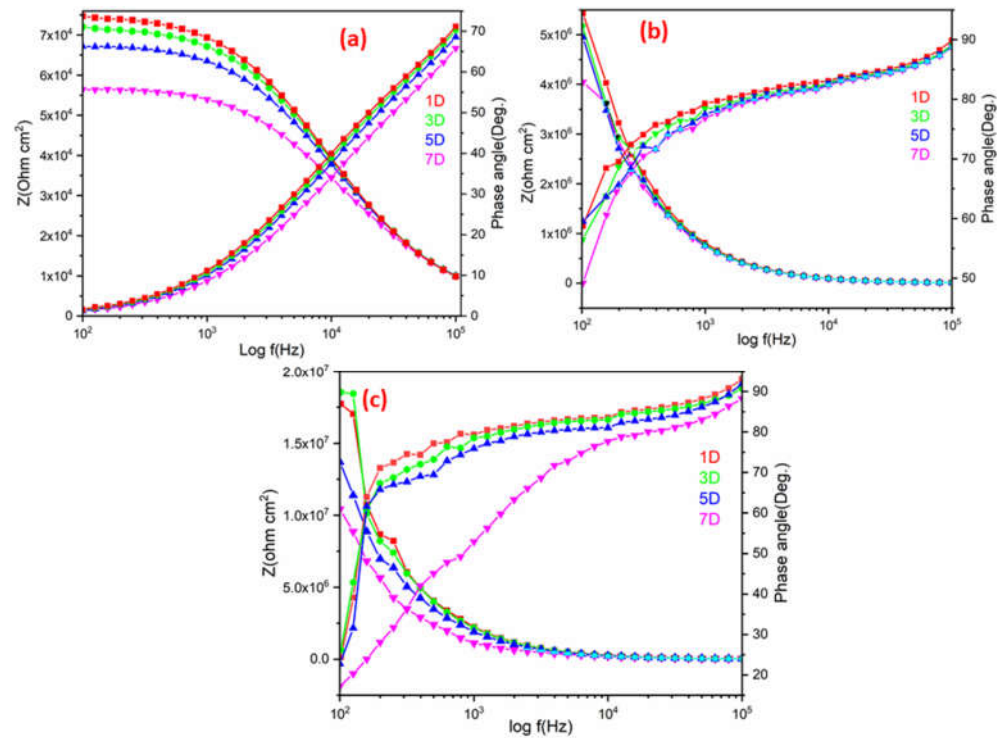 (a)
7x10⁴
6x10⁴
5x10⁴
4x10⁴
3x10⁴
2x10⁴
1x10⁴
0
Z(Ohm cm²)
70
60
50
40
30
20
10
0
Phase angle(Deg.)
1D
3D
5D
7D
10² 10³ 10⁴ 10⁵
Log f(Hz)
(b)
5x10⁶
4x10⁶
3x10⁶
2x10⁶
1x10⁶
0
Z(ohm cm²)
90
80
70
60
50
Phase angle(Deg.)
1D
3D
5D
7D
10² 10³ 10⁴ 10⁵
log f(Hz)
(c)
2.0x10⁷
1.5x10⁷
1.0x10⁷
5.0x10⁶
0.0
Z(ohm cm²)
90
80
70
60
50
40
30
20
Phase angle(Deg.)
1D
3D
5D
7D
10² 10³ 10⁴ 10⁵
log f(Hz)